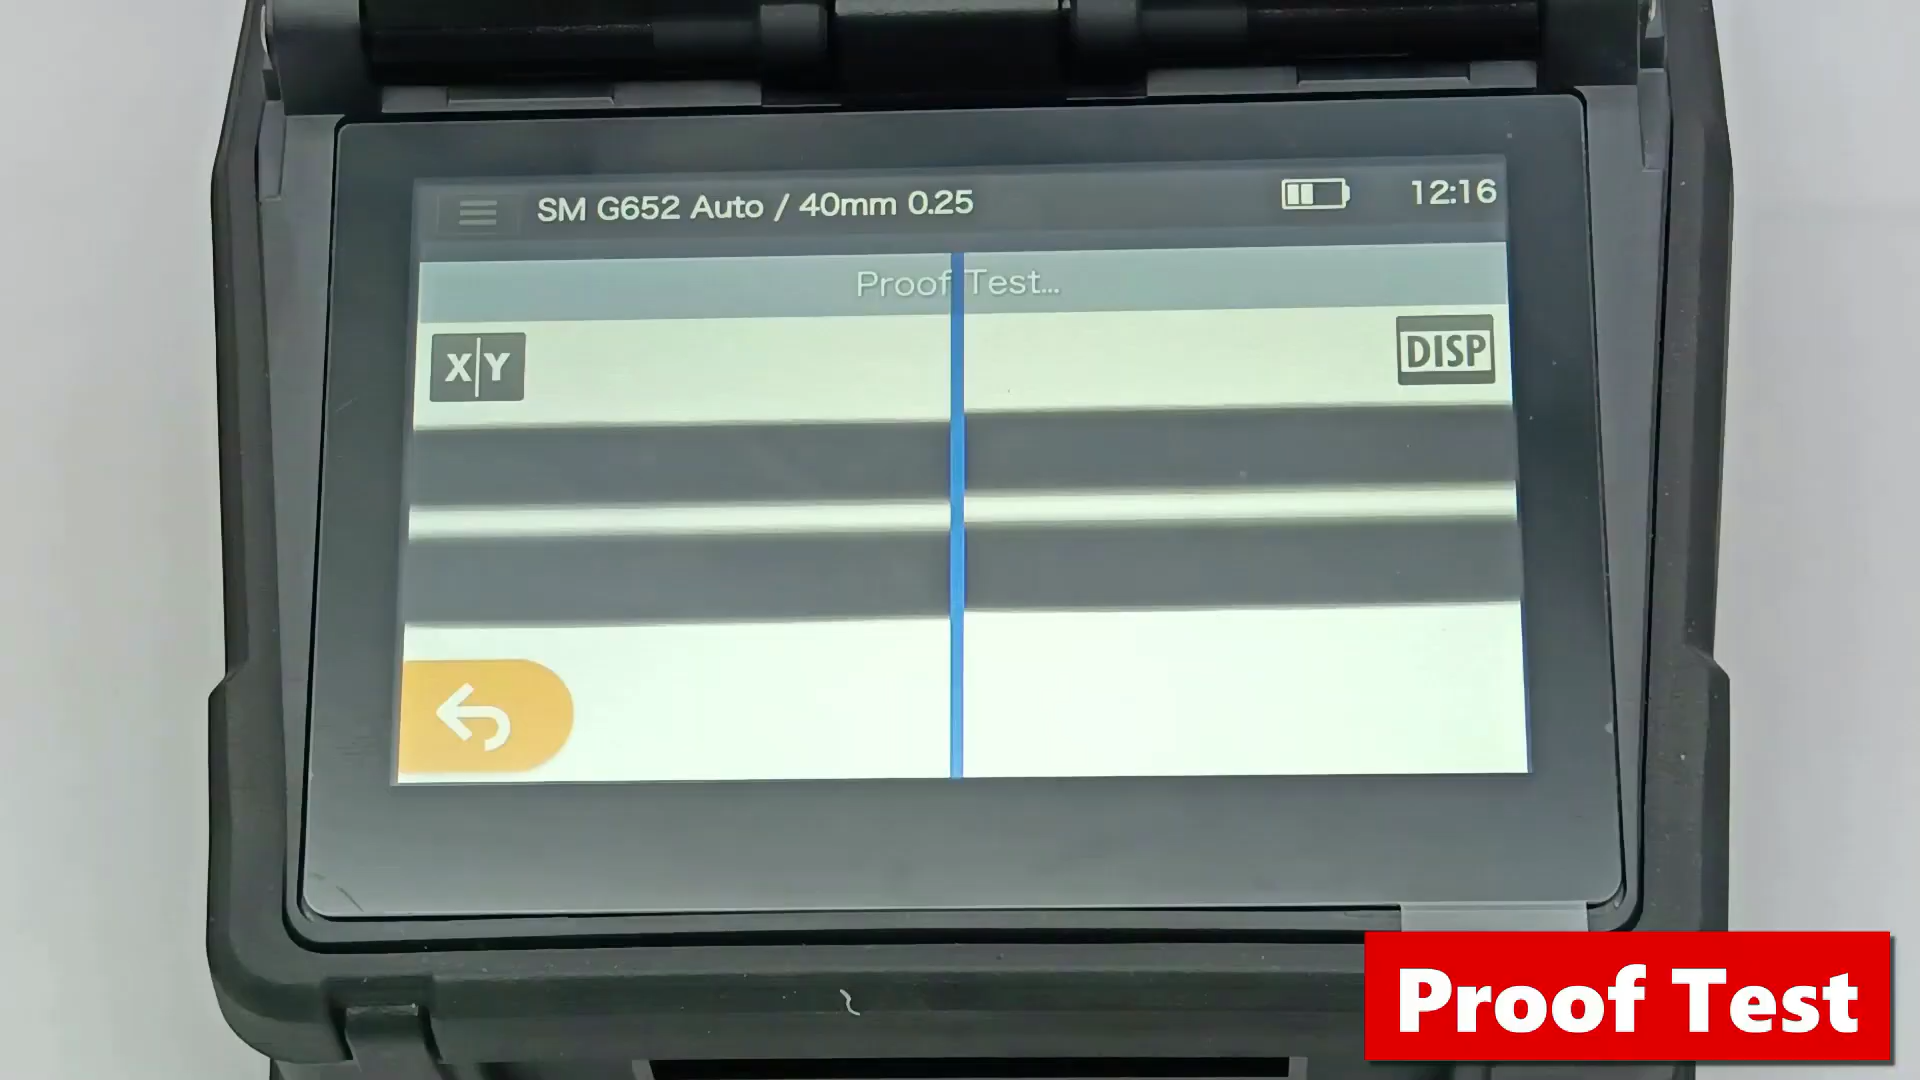 SM G652 Auto / 40mm 0.25
12:16
Proof Test...
X|Y
DISP
Proof Test